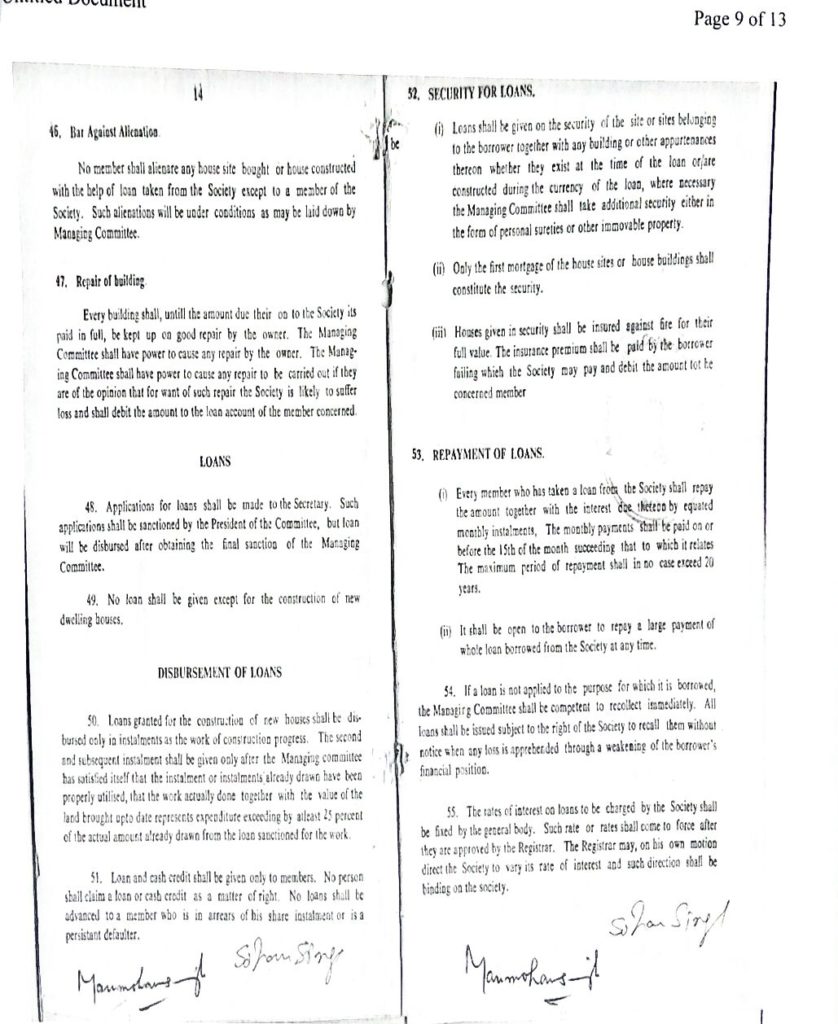 Untitled Document
Page 9 of 13
14
46. Bar Against Alienation.
No member shall alienare any house site bought or house constructed
with the help of loan taken from the Society except to a member of the
Society. Such alienations will be under conditions as may be laid down by
Managing Committee.
47. Repair of building.
Every building shall, untill the amount due their on to the Society its
paid in full, be kept up on good repair by the owner. The Managing
Committee shall have power to cause any repair by the owner. The Manag-
ing Committee shall have power to cause any repair to be carried out if they
are of the opinion that for want of such repair the Society is likely to suffer
loss and shall debit the amount to the loan account of the member concerned.
LOANS
48. Applications for loans shall be made to the Secretary. Such
applications shall be sanctioned by the President of the Committee, but loan
will be disbursed after obtaining the final sanction of the Managing
Committee.
49. No loan shall be given except for the construction of new
dwelling houses.
DISBURSEMENT OF LOANS
50. Loans granted for the construction of new houses shall be dis-
bursed only in instalments as the work of construction progress. The second
and subsequent instalment shall be given only after the Managing committee
has satisfied itself that the instalment or instalments already drawn have been
properly utilised, that the work actually done together with the value of the
land brought upto date represents expenditure exceeding by atleast 25 percent
of the actual amount already drawn from the loan sanctioned for the work.
51. Loan and cash credit shall be given only to members. No person
shall claim a loan or cash credit as a matter of right. No loans shall be
advanced to a member who is in arrears of his share instalment or is a
persistant defaulter.
Manmohan Singh
Sohan Singh
be
52. SECURITY FOR LOANS.
(i) Loans shall be given on the security of the site or sites belonging
to the borrower together with any building or other appurtenances
thereon whether they exist at the time of the loan or/are
constructed during the currency of the loan, where necessary
the Managing Committee shall take additional security either in
the form of personal sureties or other immovable property.
(ii) Only the first mortgage of the house sites or house buildings shall
constitute the security.
(iii) Houses given in security shall be insured against fire for their
full value. The insurance premium shall be paid by the borrower
failing which the Society may pay and debit the amount tot he
concerned member
53. REPAYMENT OF LOANS.
(i) Every member who has taken a loan from the Society shall repay
the amount together with the interest due thereon by equated
monthly instalments, The monthly payments shall be paid on or
before the 15th of the month succeeding that to which it relates
The maximum period of repayment shall in no case exceed 20
years.
(ii) It shall be open to the borrower to repay a large payment of
whole loan borrowed from the Society at any time.
54. If a loan is not applied to the purpose for which it is borrowed,
the Managing Committee shall be competent to recollect immediately. All
loans shall be issued subject to the right of the Society to recall them without
notice when any loss is apprehended through a weakening of the borrower's
financial position.
55. The rates of interest on loans to be charged by the Society shall
be fixed by the general body. Such rate or rates shall come to force after
they are approved by the Registrar. The Registrar may, on his own motion
direct the Society to vary its rate of interest and such direction shall be
binding on the society.
Sohan Singh
Manmohan Singh